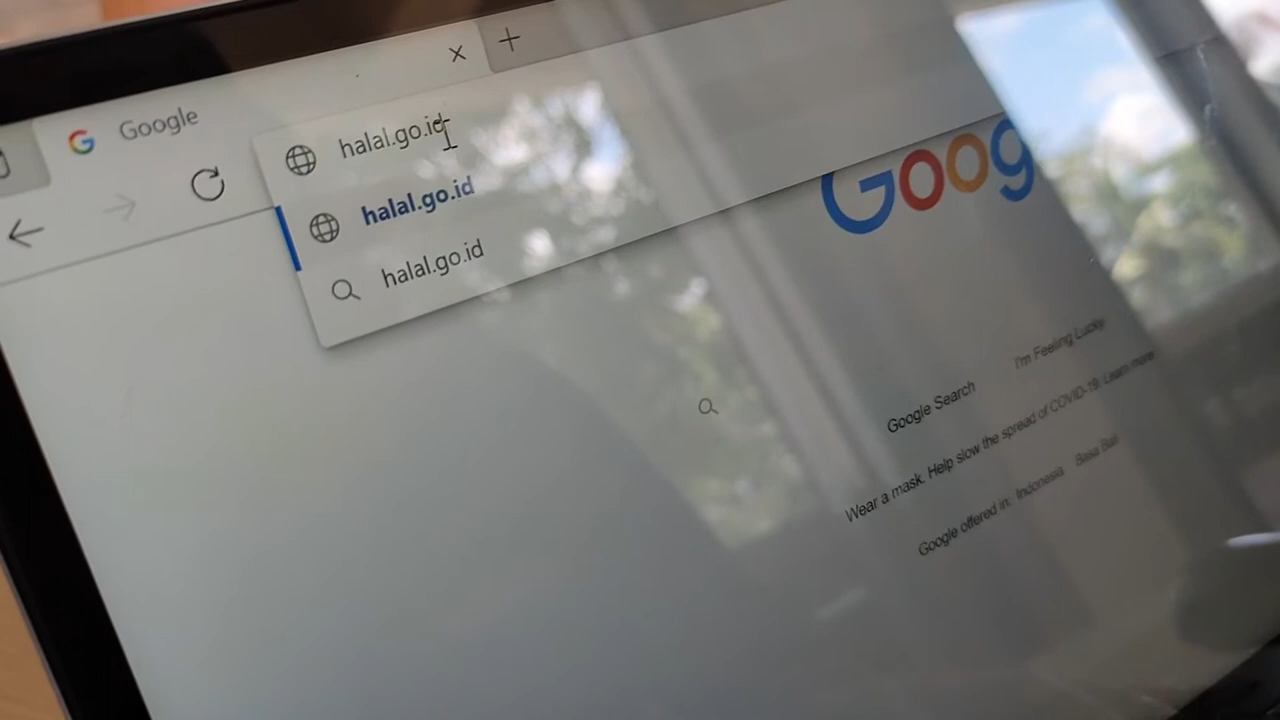 Google
halal.go.id
halal.go.id
halal.go.id
Goog
Google Search I'm Feeling Lucky
Wear a mask. Help slow the spread of COVID-19. Learn more
Google offered in: Indonesia Basa Bali